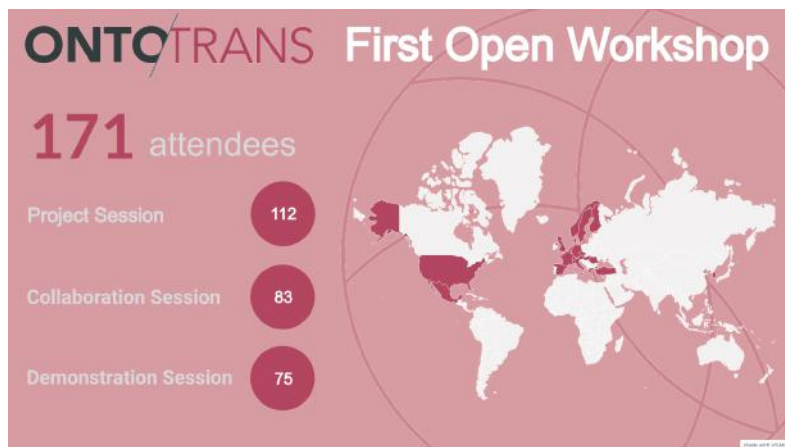 ONTOTRANS First Open Workshop
171 attendees
Project Session 112
Collaboration Session 83
Demonstration Session 75